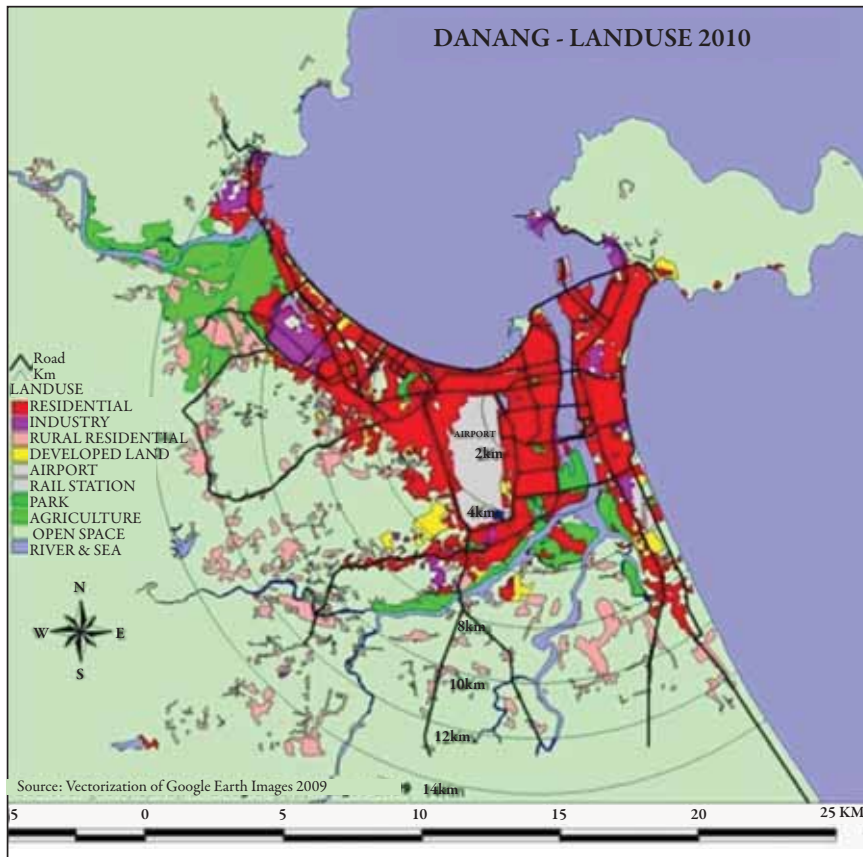 DANANG - LANDUSE 2010
Road
Km
LANDUSE
RESIDENTIAL
INDUSTRY
RURAL RESIDENTIAL
DEVELOPED LAND
AIRPORT
RAIL STATION
PARK
AGRICULTURE
OPEN SPACE
RIVER & SEA
AIRPORT
2km
4km
8km
10km
12km
14km
N
W E
S
Source: Vectorization of Google Earth Images 2009
5 0 5 10 15 20 25 KM